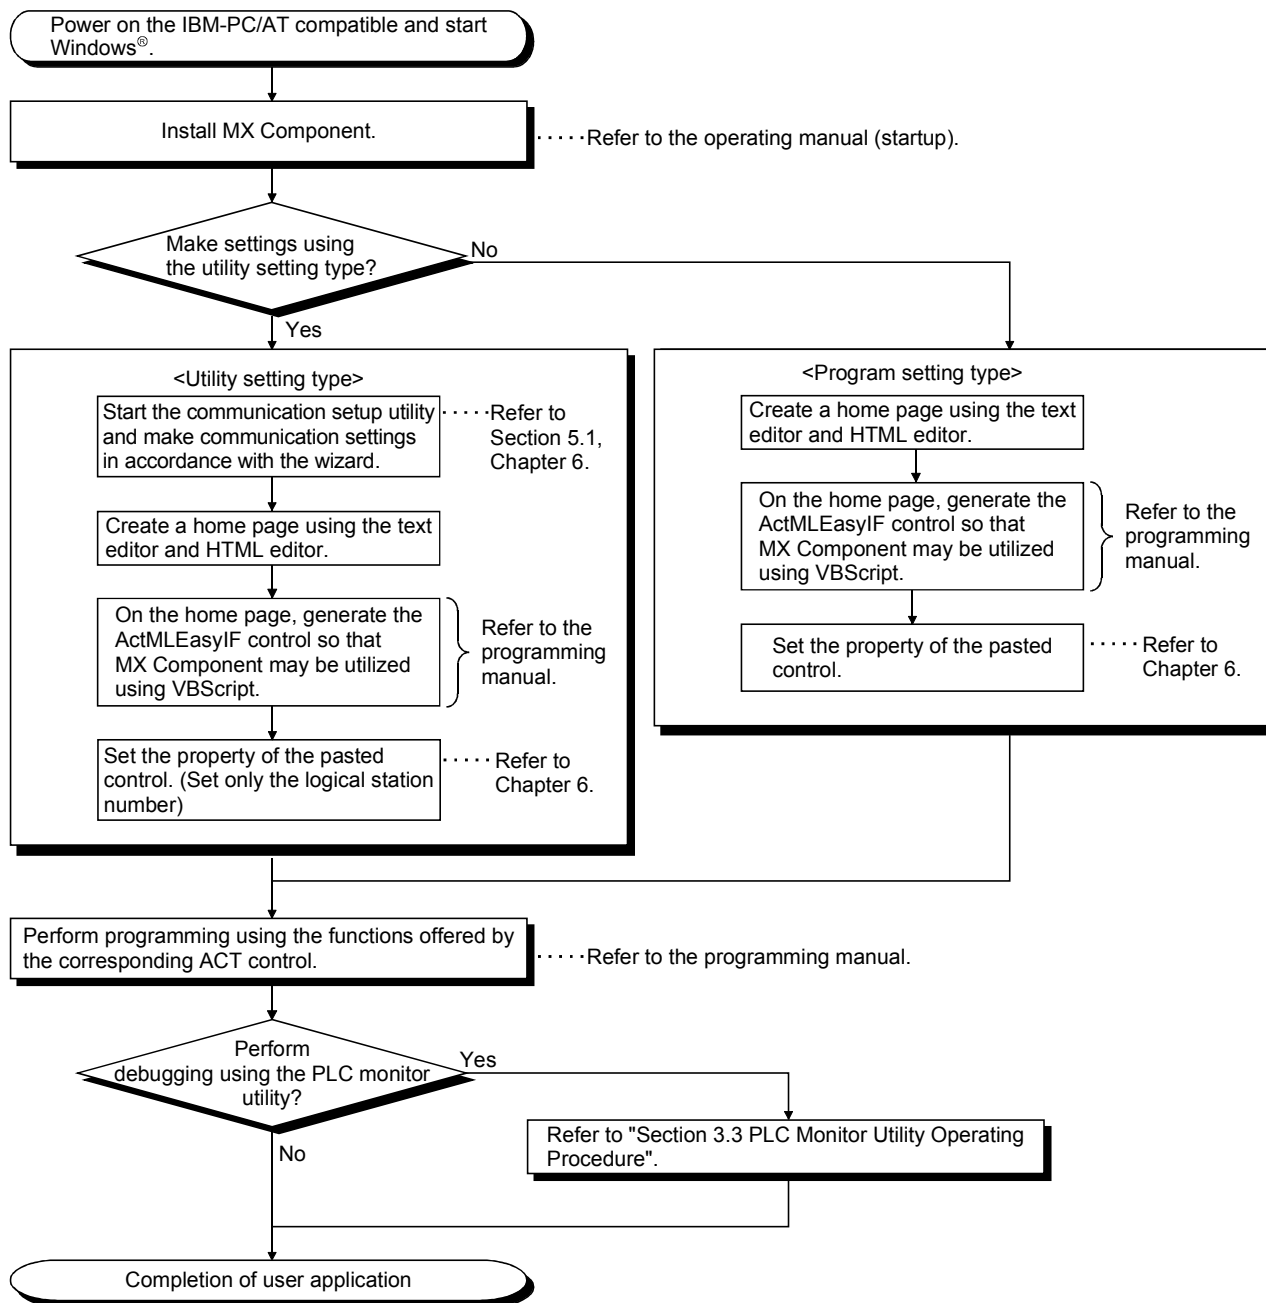 Power on the IBM-PC/AT compatible and start
Windows®.
Install MX Component.
·····Refer to the operating manual (startup).
Make settings using
the utility setting type?
No
Yes
<Utility setting type>
Start the communication setup utility
and make communication settings
in accordance with the wizard.
·····Refer to
Section 5.1,
Chapter 6.
Create a home page using the text
editor and HTML editor.
On the home page, generate the
ActMLEasyIF control so that
MX Component may be utilized
using VBScript.
Refer to the
programming
manual.
Set the property of the pasted
control. (Set only the logical station
number)
·····Refer to
Chapter 6.
<Program setting type>
Create a home page using the text
editor and HTML editor.
On the home page, generate the
ActMLEasyIF control so that
MX Component may be utilized
using VBScript.
Refer to the
programming
manual.
Set the property of the pasted
control.
·····Refer to
Chapter 6.
Perform programming using the functions offered by
the corresponding ACT control.
·····Refer to the programming manual.
Perform
debugging using the PLC monitor
utility?
Yes
No
Refer to "Section 3.3 PLC Monitor Utility Operating
Procedure".
Completion of user application